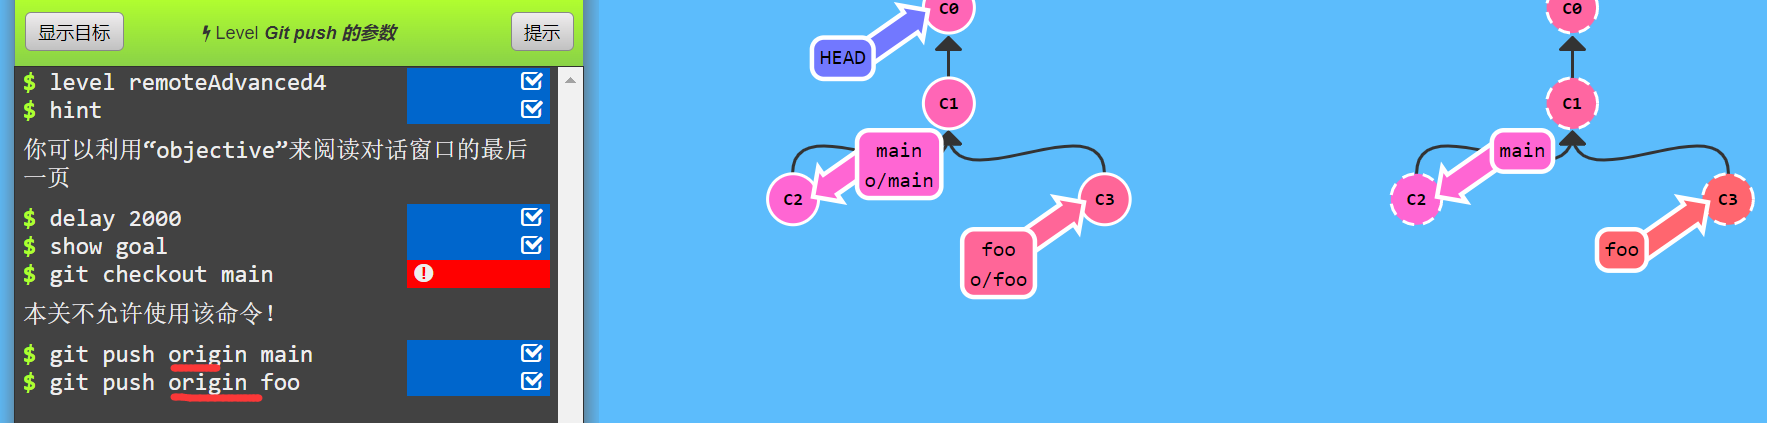 显示目标
Level Git push 的参数
提示
$ level remoteAdvanced4
$ hint
你可以利用“objective”来阅读对话窗口的最后
一页
$ delay 2000
$ show goal
$ git checkout main
本关不允许使用该命令!
$ git push origin main
$ git push origin foo
C0
HEAD
C1
main
o/main
C2
C3
foo
o/foo
C0
C1
main
C2
C3
foo